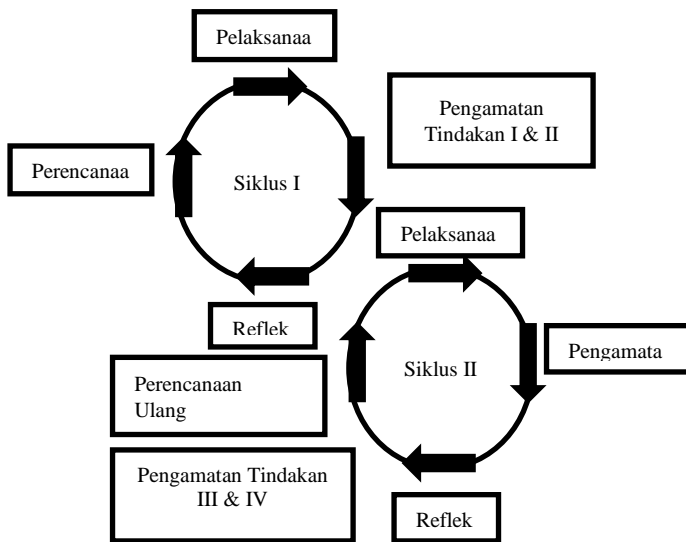 Pelaksanaa
Pengamatan
Tindakan I & II
Perencanaa
Siklus I
Pelaksanaa
Reflek
Pengamata
Siklus II
Perencanaan
Ulang
Pengamatan Tindakan
III & IV
Reflek